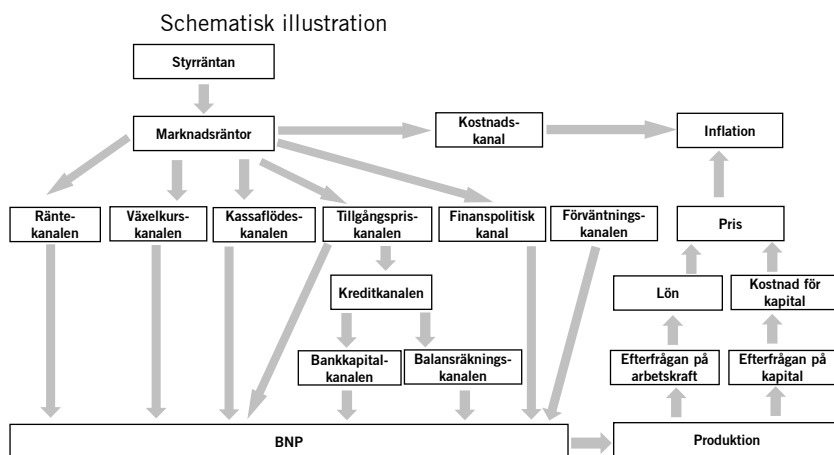 Schematisk illustration
Styrräntan
Marknadsräntor
Kostnads-
kanal
Inflation
Ränte-
kanalen
Växelkurs-
kanalen
Kassaflödes-
kanalen
Tillgångspris-
kanalen
Finanspolitisk
kanal
Förväntnings-
kanalen
Pris
Kreditkanalen
Lön
Kostnad för
kapital
Bankkapital-
kanalen
Balansräknings-
kanalen
Efterfrågan på
arbetskraft
Efterfrågan på
kapital
BNP
Produktion